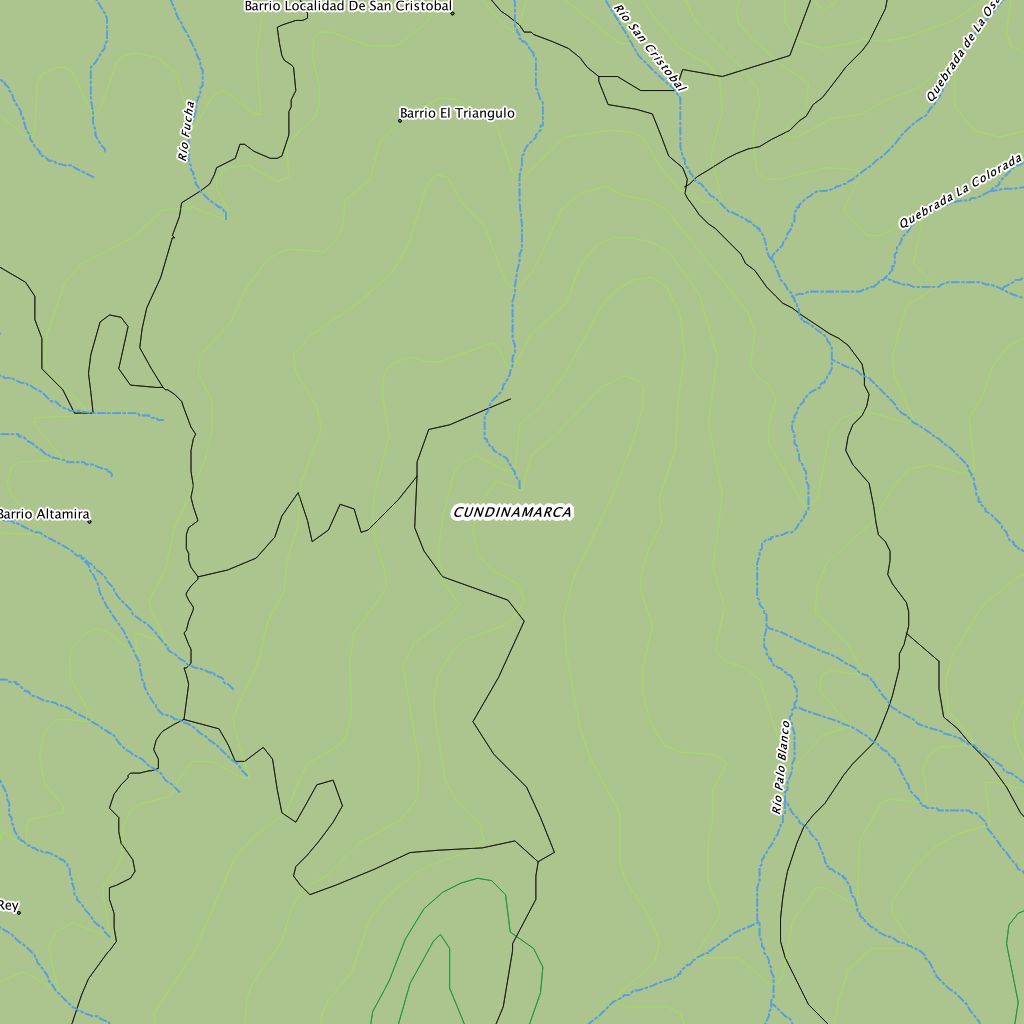 Barrio Localidad De San Cristobal
Río San Cristobal
Quebrada de La Osa
Río Fucha
Barrio El Triangulo
Quebrada La Colorada
CUNDINAMARCA
Barrio Altamira
Río Palo Blanco
Rey